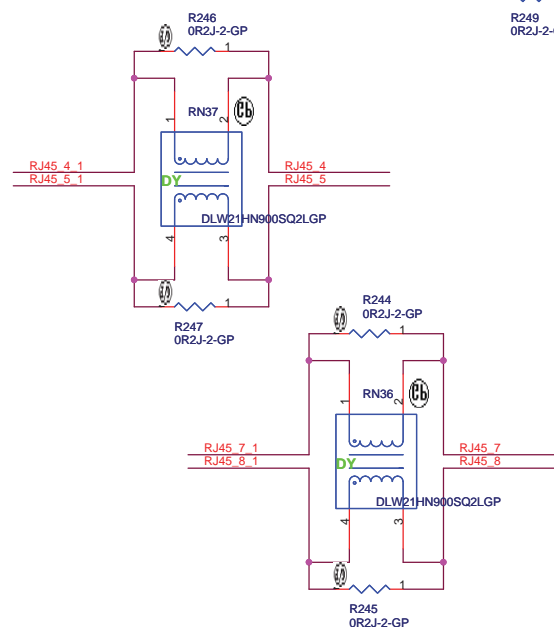 R246
0R2J-2-GP
1
R249
0R2J-2-G
RN37
1
2
RJ45_4_1
RJ45_5_1
RJ45_4
RJ45_5
DY
DLW21HN900SQ2LGP
4
3
1
R247
0R2J-2-GP
R244
0R2J-2-GP
1
RN36
1
2
RJ45_7_1
RJ45_8_1
RJ45_7
RJ45_8
DY
DLW21HN900SQ2LGP
4
3
1
R245
0R2J-2-GP